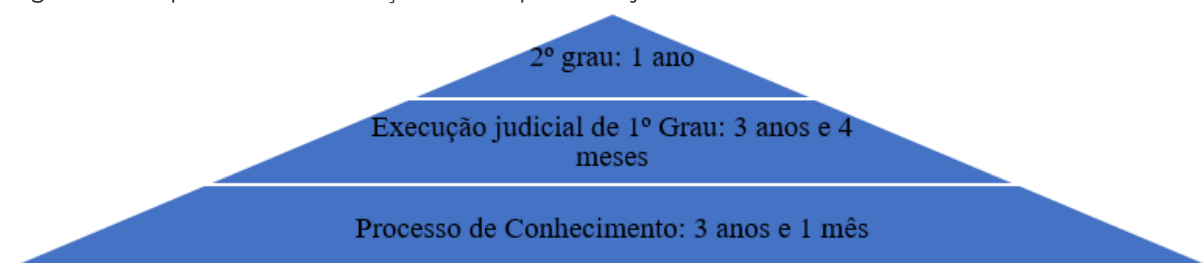 2º grau: 1 ano
Execução judicial de 1º Grau: 3 anos e 4
meses
Processo de Conhecimento: 3 anos e 1 mês